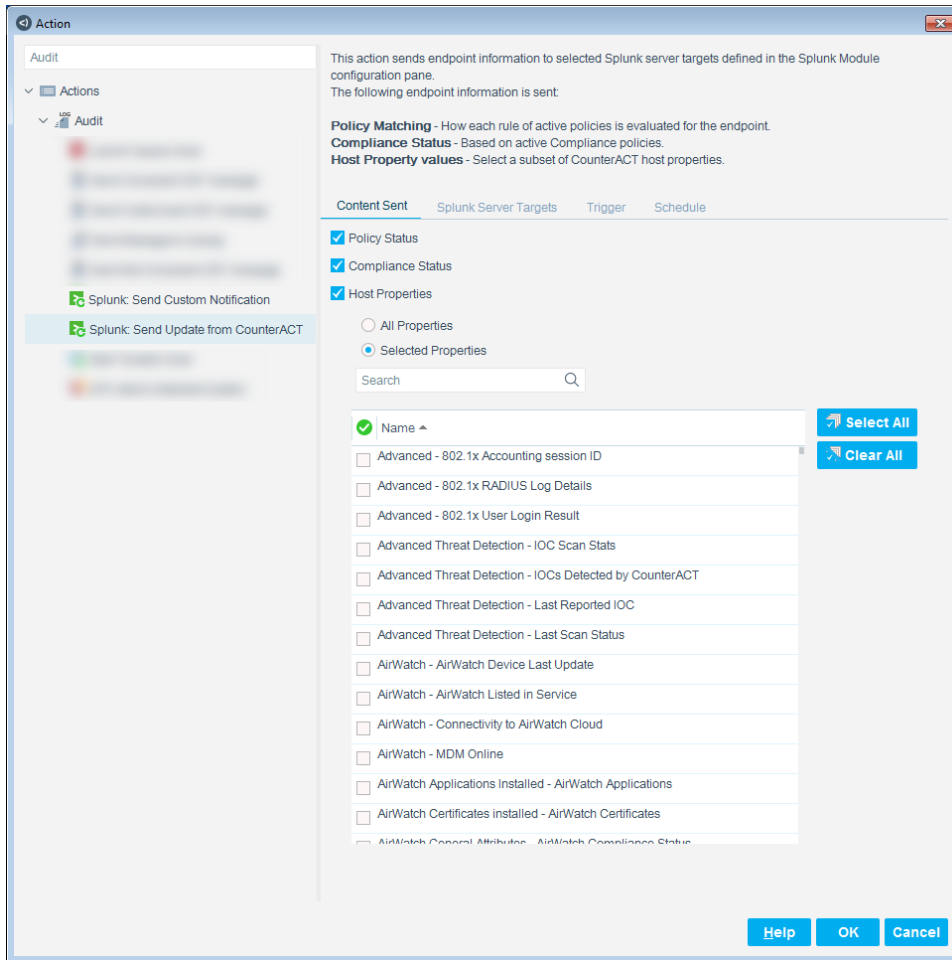 Action
Audit
Actions
LOG
Audit
Splunk: Send Custom Notification
Splunk: Send Update from CounterACT
This action sends endpoint information to selected Splunk server targets defined in the Splunk Module
configuration pane.
The following endpoint information is sent:
Policy Matching - How each rule of active policies is evaluated for the endpoint.
Compliance Status - Based on active Compliance policies.
Host Property values - Select a subset of CounterACT host properties.
Content Sent Splunk Server Targets Trigger Schedule
Policy Status
Compliance Status
Host Properties
All Properties
Selected Properties
Search
Name
Select All
Clear All
Advanced - 802.1x Accounting session ID
Advanced - 802.1x RADIUS Log Details
Advanced - 802.1x User Login Result
Advanced Threat Detection - IOC Scan Stats
Advanced Threat Detection - IOCs Detected by CounterACT
Advanced Threat Detection - Last Reported IOC
Advanced Threat Detection - Last Scan Status
AirWatch - AirWatch Device Last Update
AirWatch - AirWatch Listed in Service
AirWatch - Connectivity to AirWatch Cloud
AirWatch - MDM Online
AirWatch Applications Installed - AirWatch Applications
AirWatch Certificates installed - AirWatch Certificates
AirWatch General Attributes - AirWatch Compliance Status
Help OK Cancel